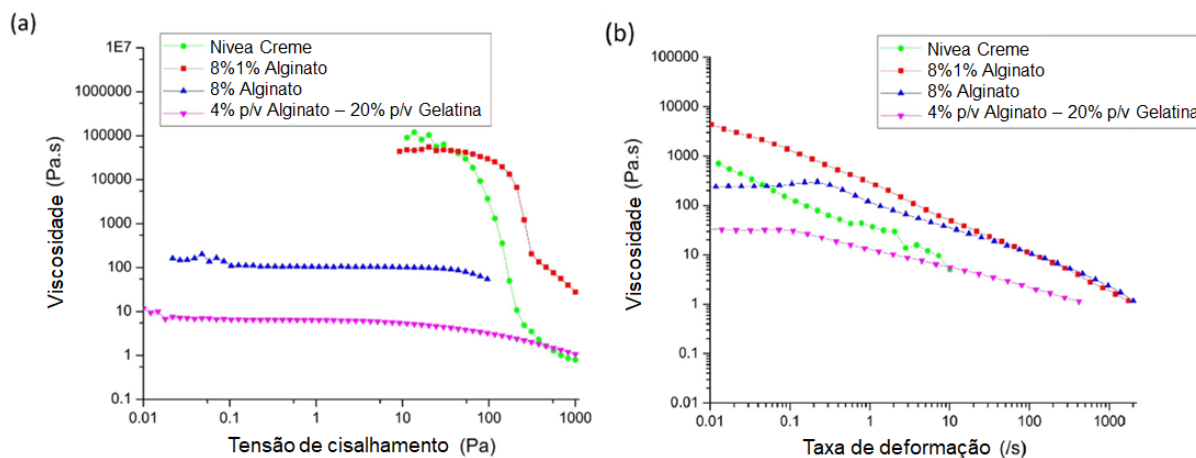 (a)
Nivea Creme
8%1% Alginato
8% Alginato
4% p/v Alginato – 20% p/v Gelatina
1E7
1000000
100000
10000
1000
100
10
1
0.1
Viscosidade (Pa.s)
0.01
0.1
1
10
100
1000
Tensão de cisalhamento (Pa)
(b)
Nivea Creme
8%1% Alginato
8% Alginato
4% p/v Alginato – 20% p/v Gelatina
100000
10000
1000
100
10
1
0.1
0.01
Viscosidade (Pa.s)
0.01
0.1
1
10
100
1000
Taxa de deformação (/s)